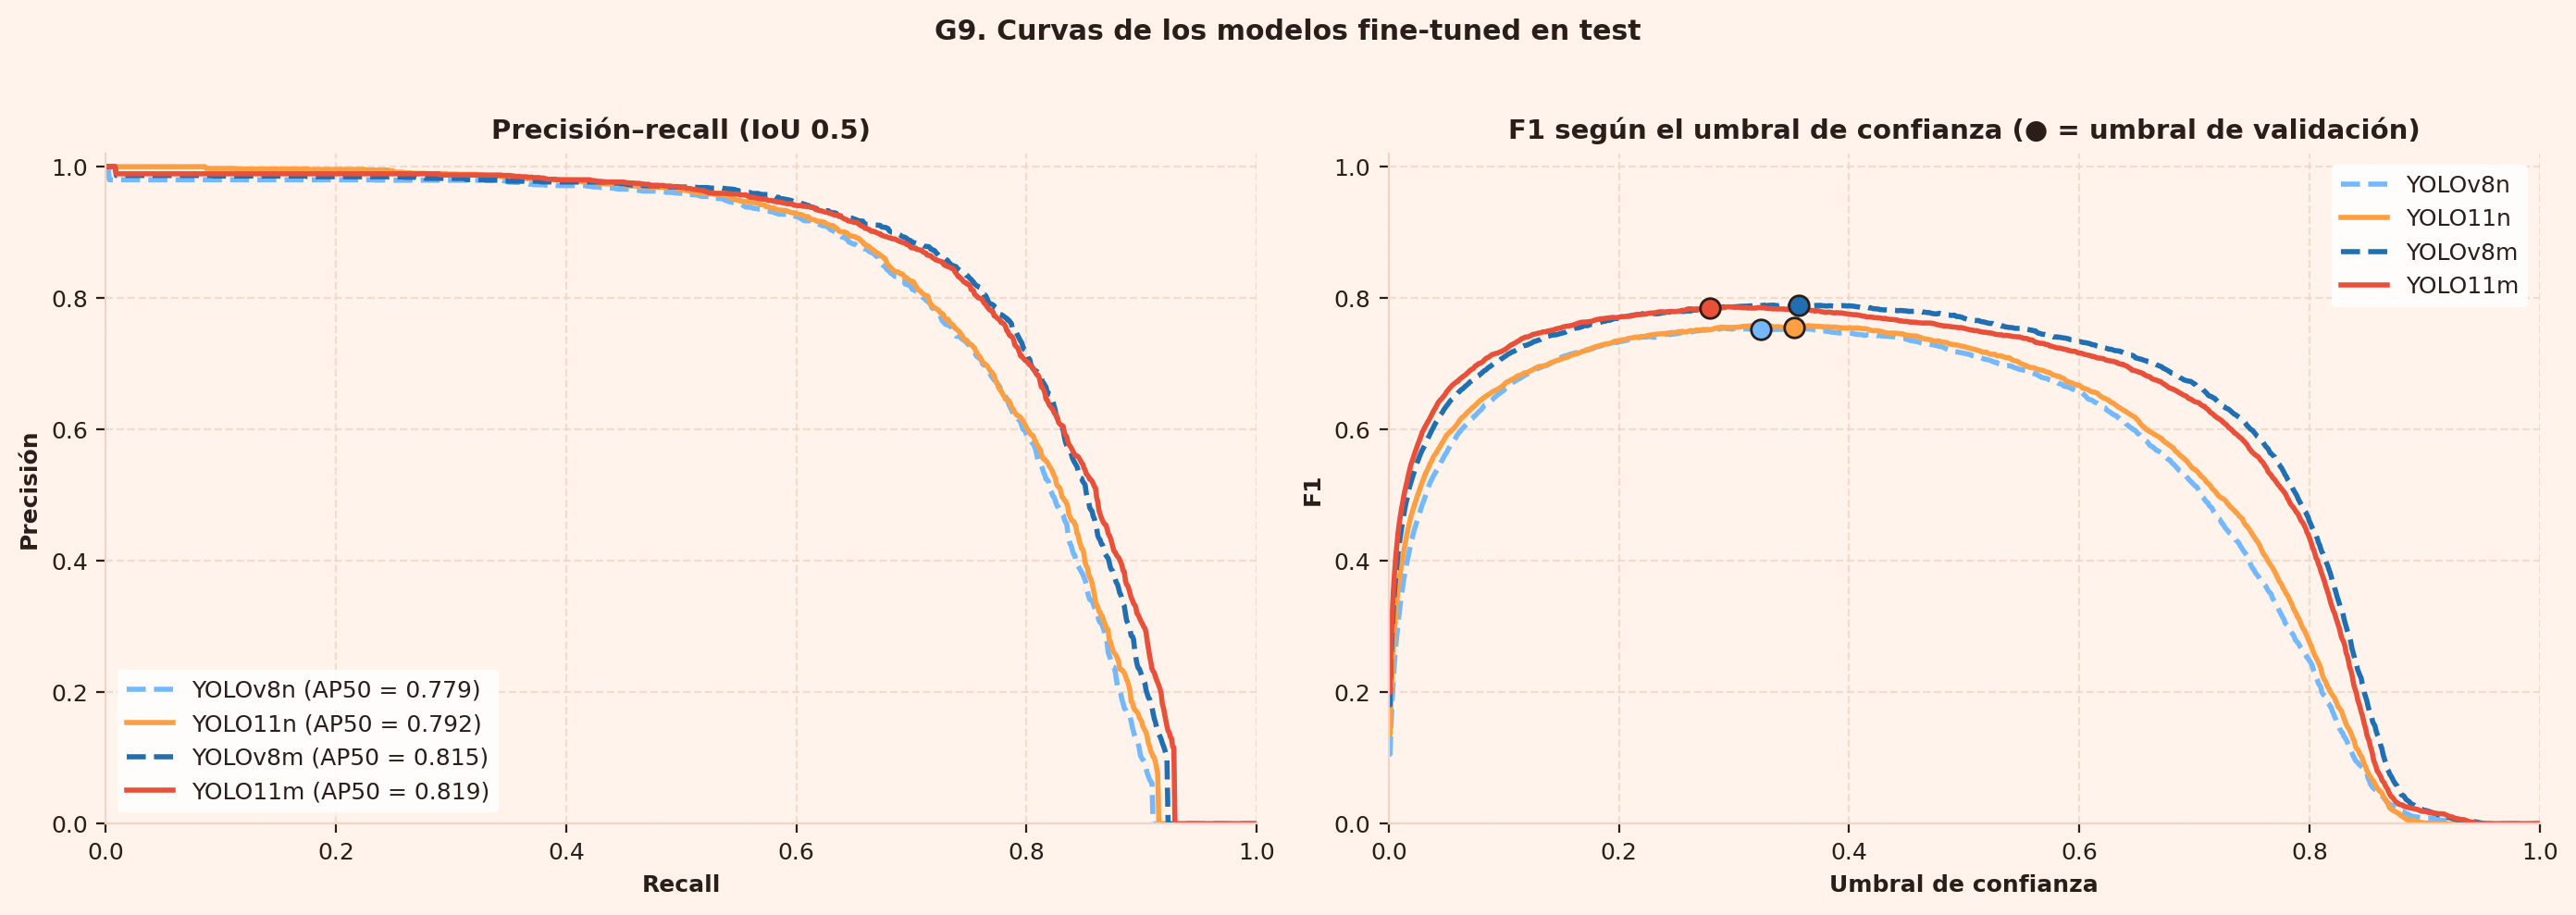 G9. Curvas de los modelos fine-tuned en test
Precisión–recall (IoU 0.5)
1.0
0.8
0.6
0.4
0.2
0.0
Precisión
YOLOv8n (AP50 = 0.779)
YOLO11n (AP50 = 0.792)
YOLOv8m (AP50 = 0.815)
YOLO11m (AP50 = 0.819)
0.0 0.2 0.4 0.6 0.8 1.0
Recall
F1 según el umbral de confianza (● = umbral de validación)
1.0
0.8
0.6
0.4
0.2
0.0
F1
YOLOv8n
YOLO11n
YOLOv8m
YOLO11m
0.0 0.2 0.4 0.6 0.8 1.0
Umbral de confianza